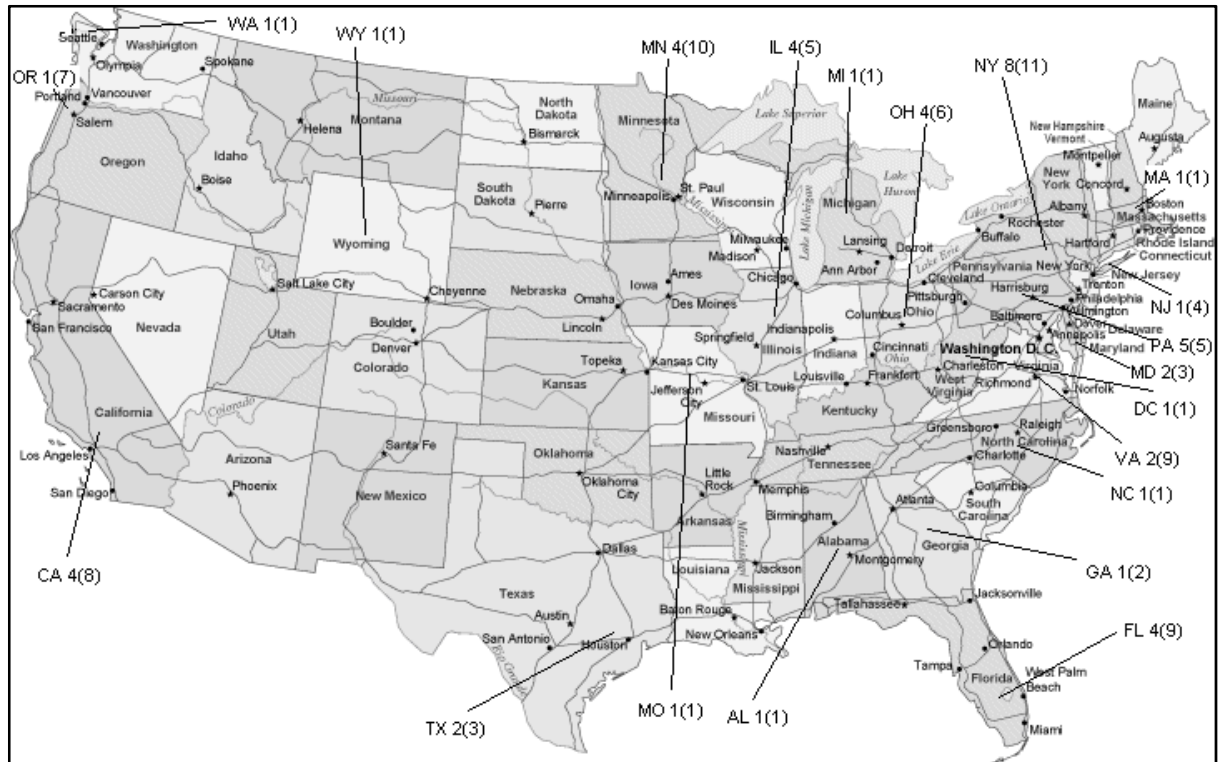 WA 1(1)
WY 1(1)
MN 4(10)
IL 4(5)
MI 1(1)
NY 8(11)
OR 1(7)
OH 4(6)
MA 1(1)
NJ 1(4)
PA 5(5)
MD 2(3)
DC 1(1)
VA 2(9)
NC 1(1)
GA 1(2)
FL 4(9)
CA 4(8)
TX 2(3)
MO 1(1)
AL 1(1)
Seattle
Washington
Olympia
Spokane
Vancouver
Portland
Salem
Oregon
Idaho
Boise
Helena
Missouri
Montana
North
Dakota
Bismarck
South
Dakota
Pierre
Minnesota
Minneapolis
St. Paul
Wisconsin
Lake Superior
Lake Michigan
Michigan
Lake
Huron
Lansing
Detroit
Ann Arbor
Milwaukee
Madison
Chicago
Lake Erie
Lake Ontario
Maine
Augusta
New Hampshire
Vermont
Montpelier
New
York
Concord
Albany
Boston
Massachusetts
Rochester
Buffalo
Providence
Rhode Island
Hartford
Connecticut
Pennsylvania
New York
New Jersey
Trenton
Harrisburg
Philadelphia
Wilmington
Cleveland
Pittsburgh
Ohio
Columbus
Baltimore
Dover
Delaware
Annapolis
Maryland
Washington D.C.
Wyoming
Cheyenne
Nebraska
Omaha
Lincoln
Iowa
Ames
Des Moines
Springfield
Illinois
Indianapolis
Indiana
Cincinnati
Ohio
Charleston
West
Virginia
Virginia
Richmond
Norfolk
Salt Lake City
Utah
Carson City
Nevada
Sacramento
San Francisco
California
Los Angeles
San Diego
Boulder
Denver
Colorado
Colorado
Topeka
Kansas
Kansas City
Jefferson
City
St. Louis
Missouri
Louisville
Frankfort
Kentucky
Greensboro
Raleigh
North Carolina
Charlotte
Nashville
Tennessee
Memphis
Arizona
Phoenix
Santa Fe
New Mexico
Oklahoma
Oklahoma
City
Little
Rock
Arkansas
Mississippi
Columbia
South
Carolina
Atlanta
Georgia
Birmingham
Alabama
Montgomery
Dallas
Texas
Austin
San Antonio
Houston
Rio Grande
Louisiana
Baton Rouge
New Orleans
Jackson
Mississippi
Tallahassee
Jacksonville
Orlando
Tampa
Florida
West Palm
Beach
Miami